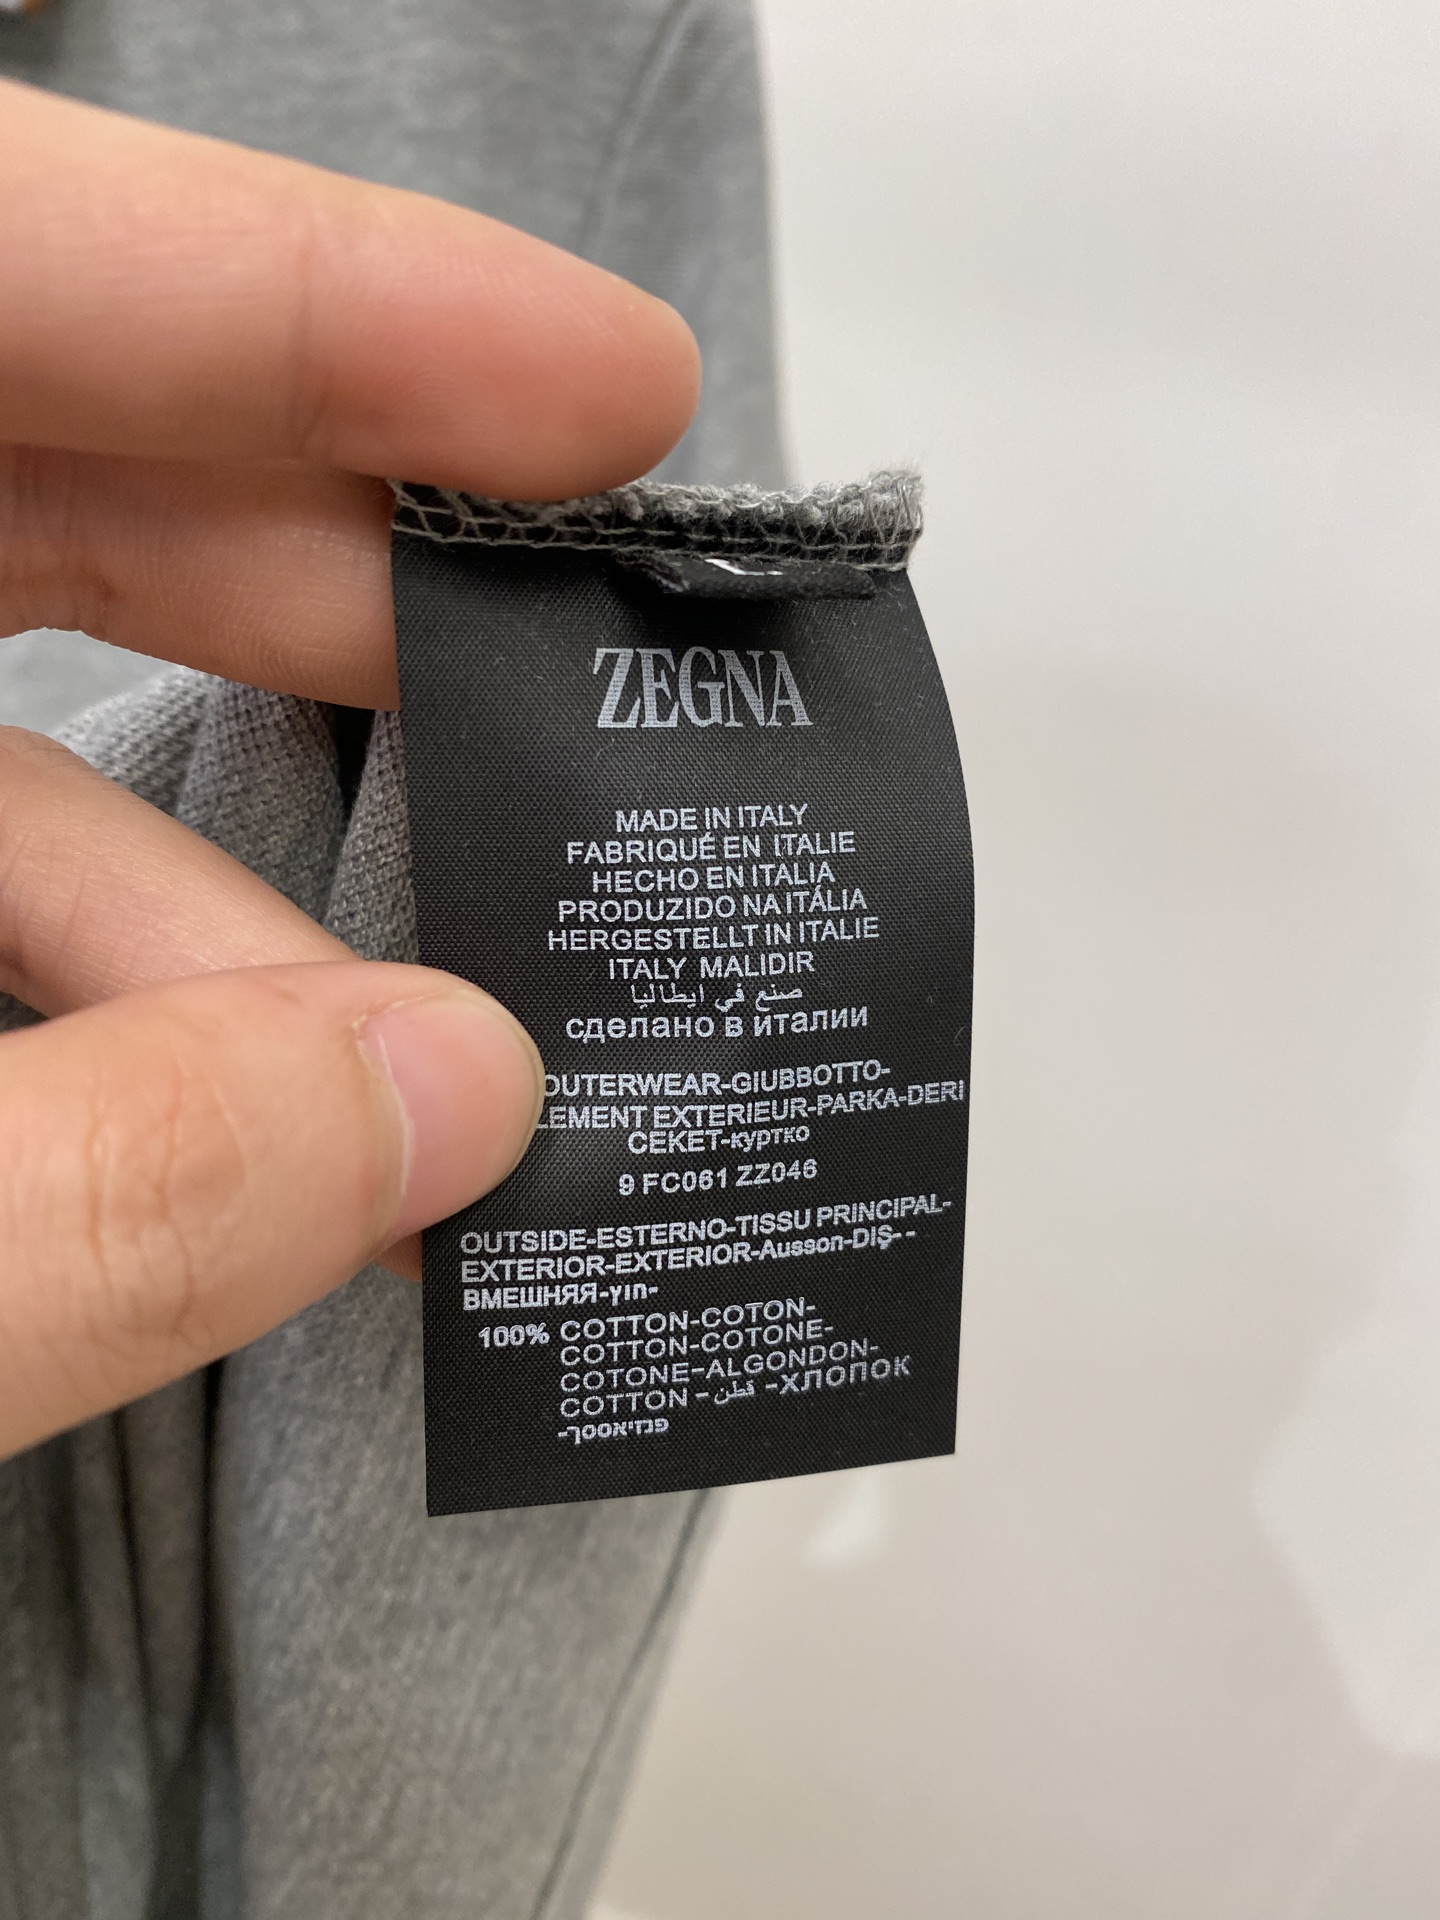 ZEGNA
MADE IN ITALY
FABRIQUÉ EN ITALIE
HECHO EN ITALIA
PRODUZIDO NA ITÁLIA
HERGESTELLT IN ITALIE
ITALY MALIDIR
صنع في ايطاليا
сделано в италии
OUTERWEAR-GIUBBOTTO-
LEMENT EXTERIEUR-PARKA-DERI
CEKET-куртко
9 FC061 ZZ046
OUTSIDE-ESTERNO-TISSU PRINCIPAL-
EXTERIOR-EXTERIOR-Ausson-DIŞ- -
ВМЕШНЯЯ-γιn-
100% COTTON-COTON-
COTTON-COTONE-
COTONE-ALGONDON-
COTTON - قطن -ХЛОПОК